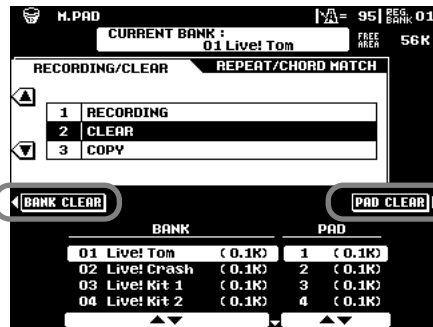 M.PAD = 95 REG. BANK 01
CURRENT BANK :
01 Live! Tom
FREE AREA 56K
RECORDING/CLEAR REPEAT/CHORD MATCH
1 RECORDING
2 CLEAR
3 COPY
BANK CLEAR PAD CLEAR
BANK PAD
01 Live! Tom ( 0.1K) 1 ( 0.1K)
02 Live! Crash ( 0.1K) 2 ( 0.1K)
03 Live! Kit 1 ( 0.1K) 3 ( 0.1K)
04 Live! Kit 2 ( 0.1K) 4 ( 0.1K)